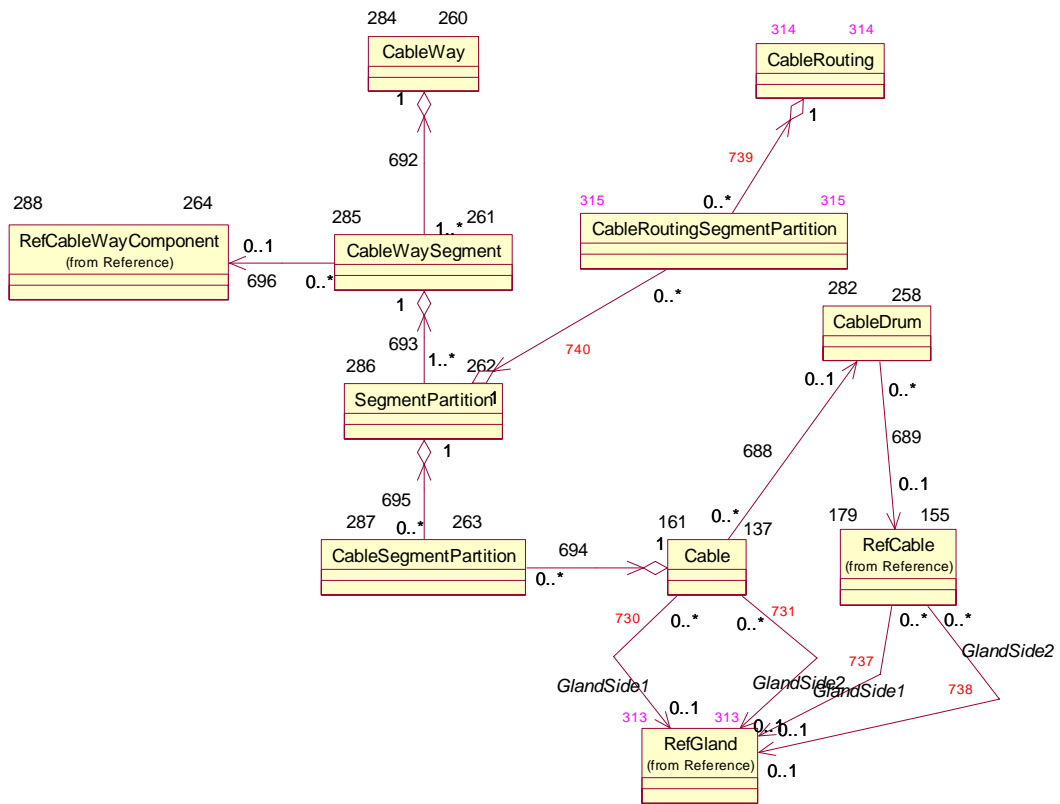 284 260
CableWay
1
692
1..*
314 314
CableRouting
1
739
0..*
315 315
CableRoutingSegmentPartition
0..*
740
288 264
RefCableWayComponent
(from Reference)
0..1
696
0..*
285 261
CableWaySegment
1
693
1..*
286 262
SegmentPartition
1
1
695
0..*
287 263
CableSegmentPartition
0..*
694
1
161 137
Cable
0..*
688
0..1
282 258
CableDrum
0..*
689
0..1
179 155
RefCable
(from Reference)
730
0..*
0..*
731
0..*
0..*
737
738
GlandSide1
GlandSide2
GlandSide1
GlandSide2
0..1
0..1
0..1
0..1
313 313
RefGland
(from Reference)